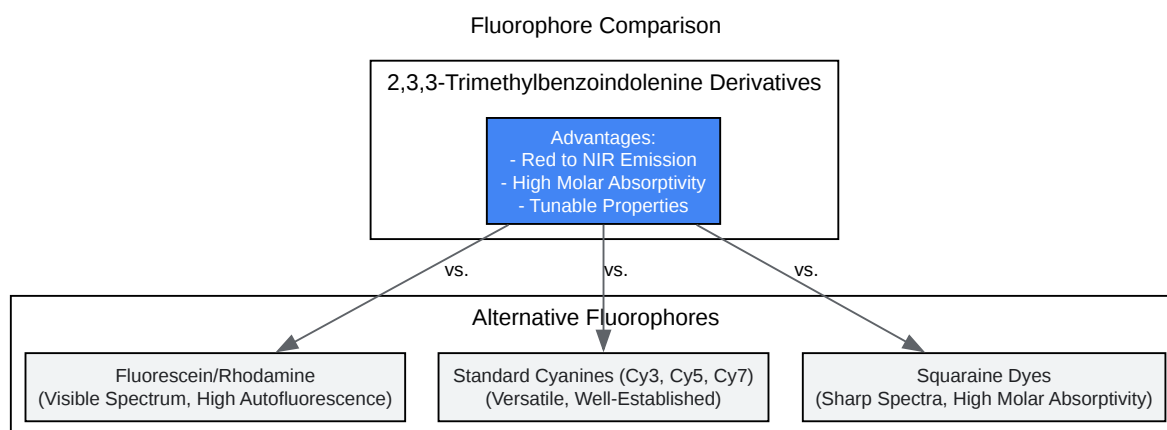 Fluorophore Comparison
2,3,3-Trimethylbenzoindolenine Derivatives
Advantages:
- Red to NIR Emission
- High Molar Absorptivity
- Tunable Properties
vs.
vs.
vs.
Alternative Fluorophores
Fluorescein/Rhodamine
(Visible Spectrum, High Autofluorescence)
Standard Cyanines (Cy3, Cy5, Cy7)
(Versatile, Well-Established)
Squaraine Dyes
(Sharp Spectra, High Molar Absorptivity)